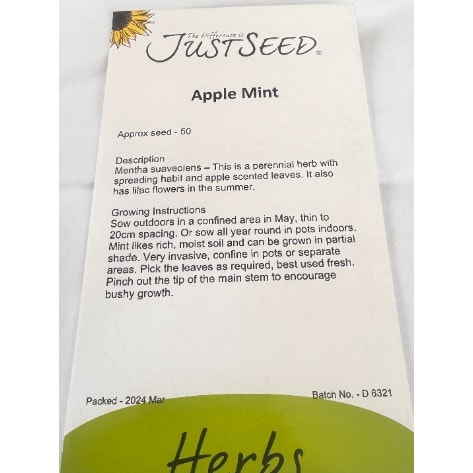 The Difference is
JUST SEED®
Apple Mint
Approx seed - 50
Description
Mentha suaveolens – This is a perennial herb with
spreading habit and apple scented leaves. It also
has lilac flowers in the summer.
Growing Instructions
Sow outdoors in a confined area in May, thin to
20cm spacing. Or sow all year round in pots indoors.
Mint likes rich, moist soil and can be grown in partial
shade. Very invasive, confine in pots or separate
areas. Pick the leaves as required, best used fresh.
Pinch out the tip of the main stem to encourage
bushy growth.
Packed - 2024 Mar
Batch No. - D 6321
Herbs